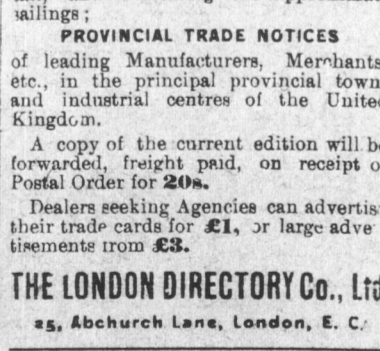 sailings;
PROVINCIAL TRADE NOTICES
of leading Manufacturers, Merchants
etc., in the principal provincial town
and industrial centres of the Unite
Kingdom.
A copy of the current edition will b
forwarded, freight paid, on receipt o
Postal Order for 20s.
Dealers seeking Agencies can advertis
their trade cards for £1, or large adve
tisements from £3.
THE LONDON DIRECTORY Co., Ltd
25, Abchurch Lane, London, E. C.